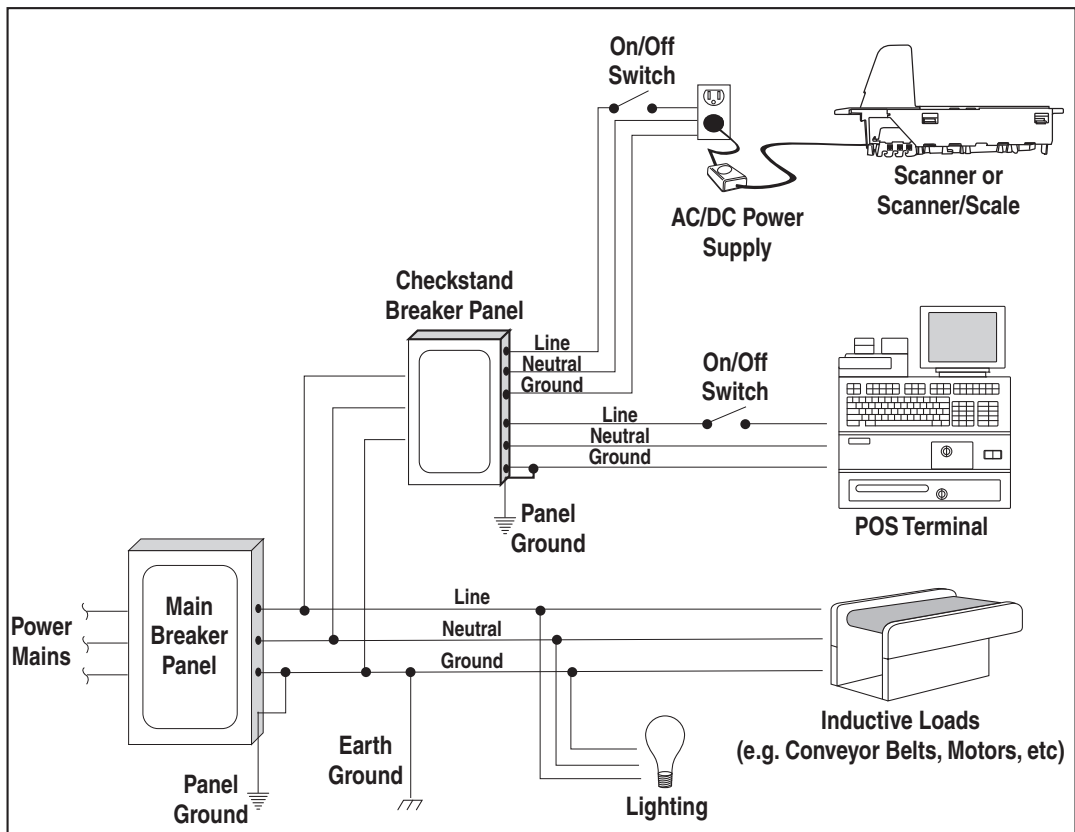 On/Off
Switch
Scanner or
Scanner/Scale
AC/DC Power
Supply
Checkstand
Breaker Panel
Line
Neutral
Ground
On/Off
Switch
Line
Neutral
Ground
Panel
Ground
POS Terminal
Power
Mains
Main
Breaker
Panel
Line
Neutral
Ground
Inductive Loads
(e.g. Conveyor Belts, Motors, etc)
Earth
Ground
Panel
Ground
Lighting